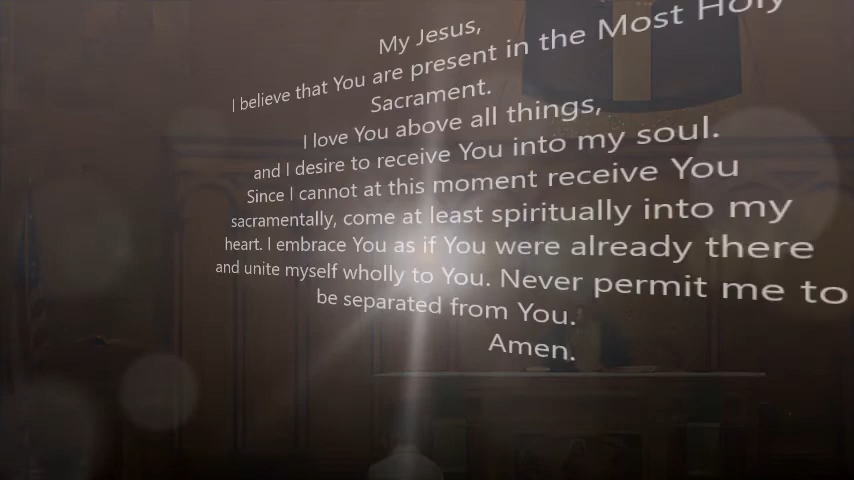 My Jesus,
I believe that You are present in the Most Holy
Sacrament.
I love You above all things,
and I desire to receive You into my soul.
Since I cannot at this moment receive You
sacramentally, come at least spiritually into my
heart. I embrace You as if You were already there
and unite myself wholly to You. Never permit me to
be separated from You.
Amen.